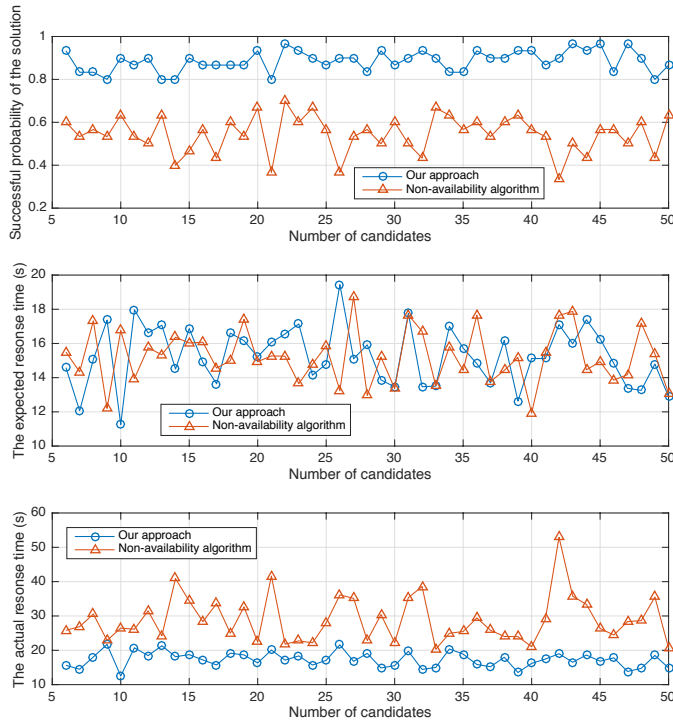 Successful probability of the solution
1
0.8
0.6
0.4
0.2
Our approach
Non-availability algorithm
5 10 15 20 25 30 35 40 45 50
Number of candidates
The expected resonse time (s)
20
18
16
14
12
10
Our approach
Non-availability algorithm
5 10 15 20 25 30 35 40 45 50
Number of candidates
The actual resonse time (s)
60
50
40
30
20
10
Our approach
Non-availability algorithm
5 10 15 20 25 30 35 40 45 50
Number of candidates